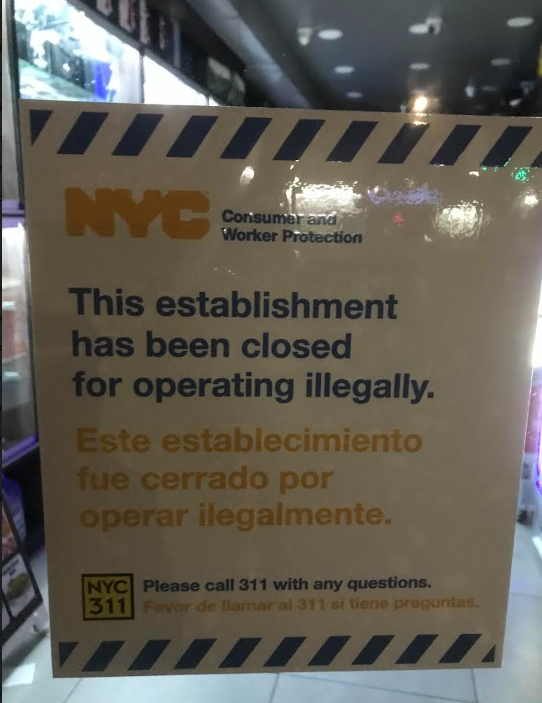 NYC Consumer and
Worker Protection
This establishment
has been closed
for operating illegally.
Este establecimiento
fue cerrado por
operar ilegalmente.
NYC
311
Please call 311 with any questions.
Favor de llamar al 311 si tiene preguntas.